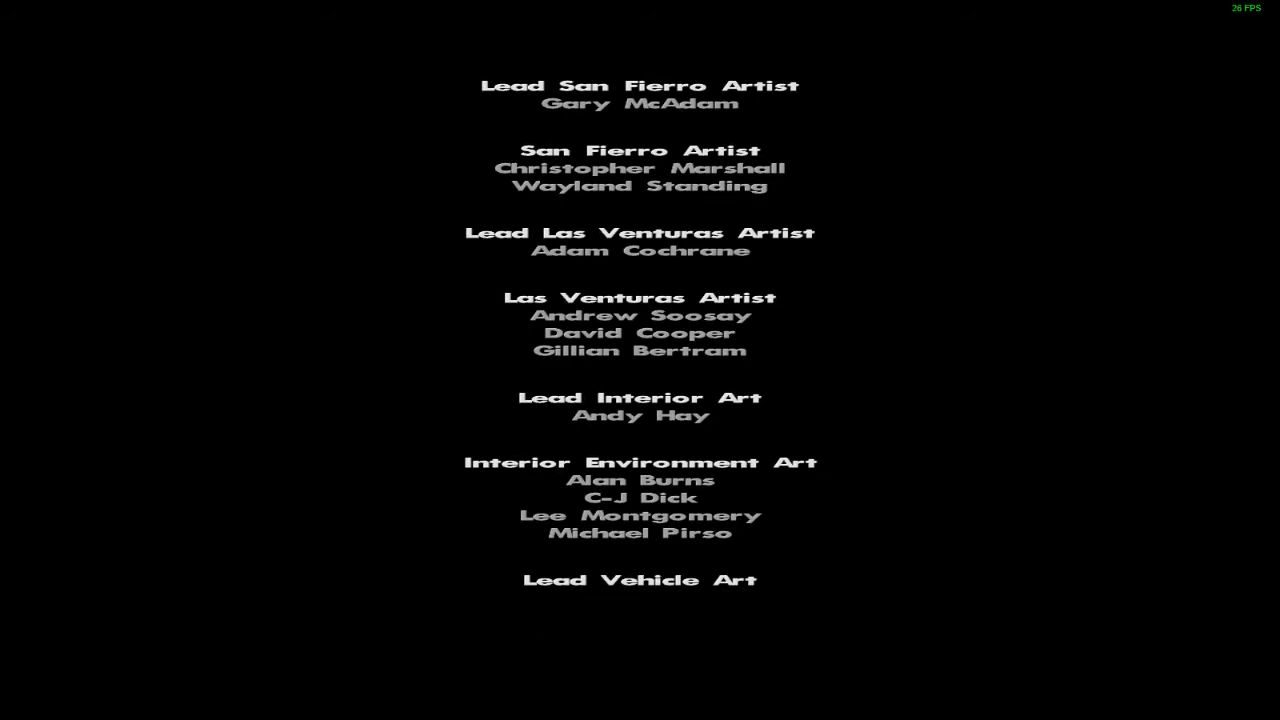 26 FPS
Lead San Fierro Artist
Gary McAdam
San Fierro Artist
Christopher Marshall
Wayland Standing
Lead Las Venturas Artist
Adam Cochrane
Las Venturas Artist
Andrew Soosay
David Cooper
Gillian Bertram
Lead Interior Art
Andy Hay
Interior Environment Art
Alan Burns
C-J Dick
Lee Montgomery
Michael Pirso
Lead Vehicle Art